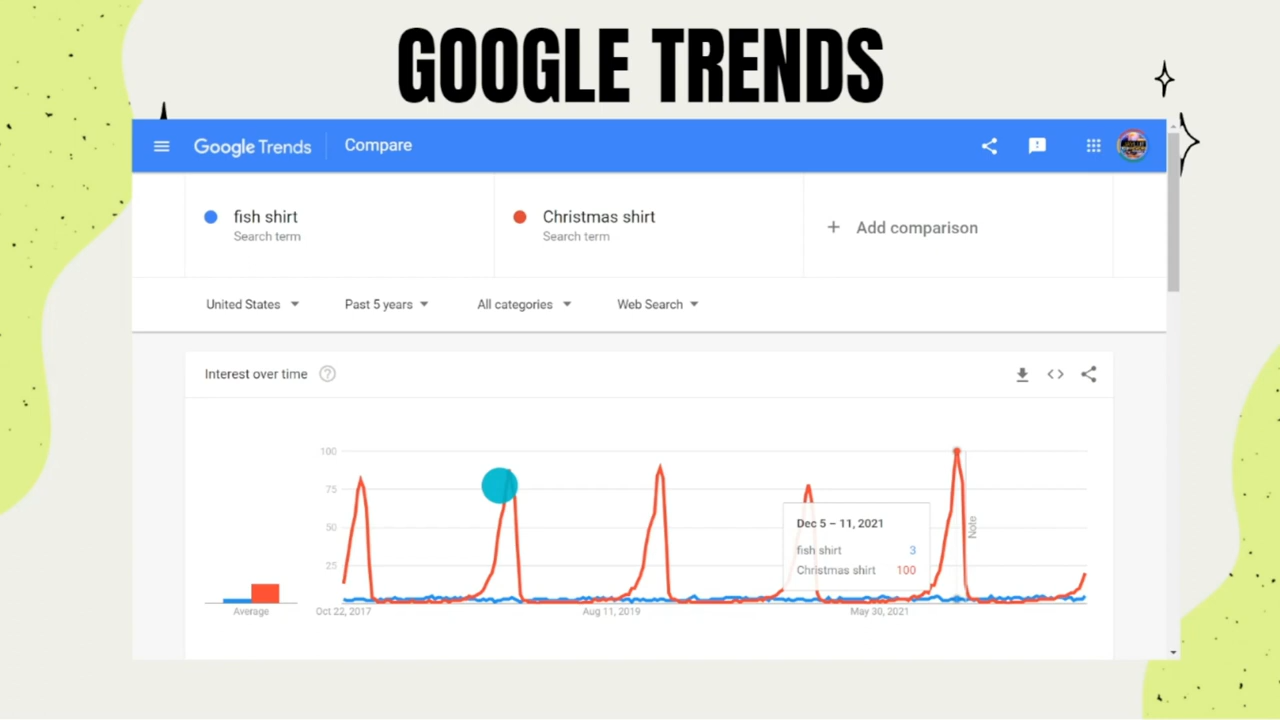 GOOGLE TRENDS
Google Trends
Compare
fish shirt
Search term
Christmas shirt
Search term
+ Add comparison
United States
Past 5 years
All categories
Web Search
Interest over time
?
100
75
50
25
Average
Oct 22, 2017
Aug 11, 2019
May 30, 2021
Note
Dec 5 – 11, 2021
fish shirt 3
Christmas shirt 100